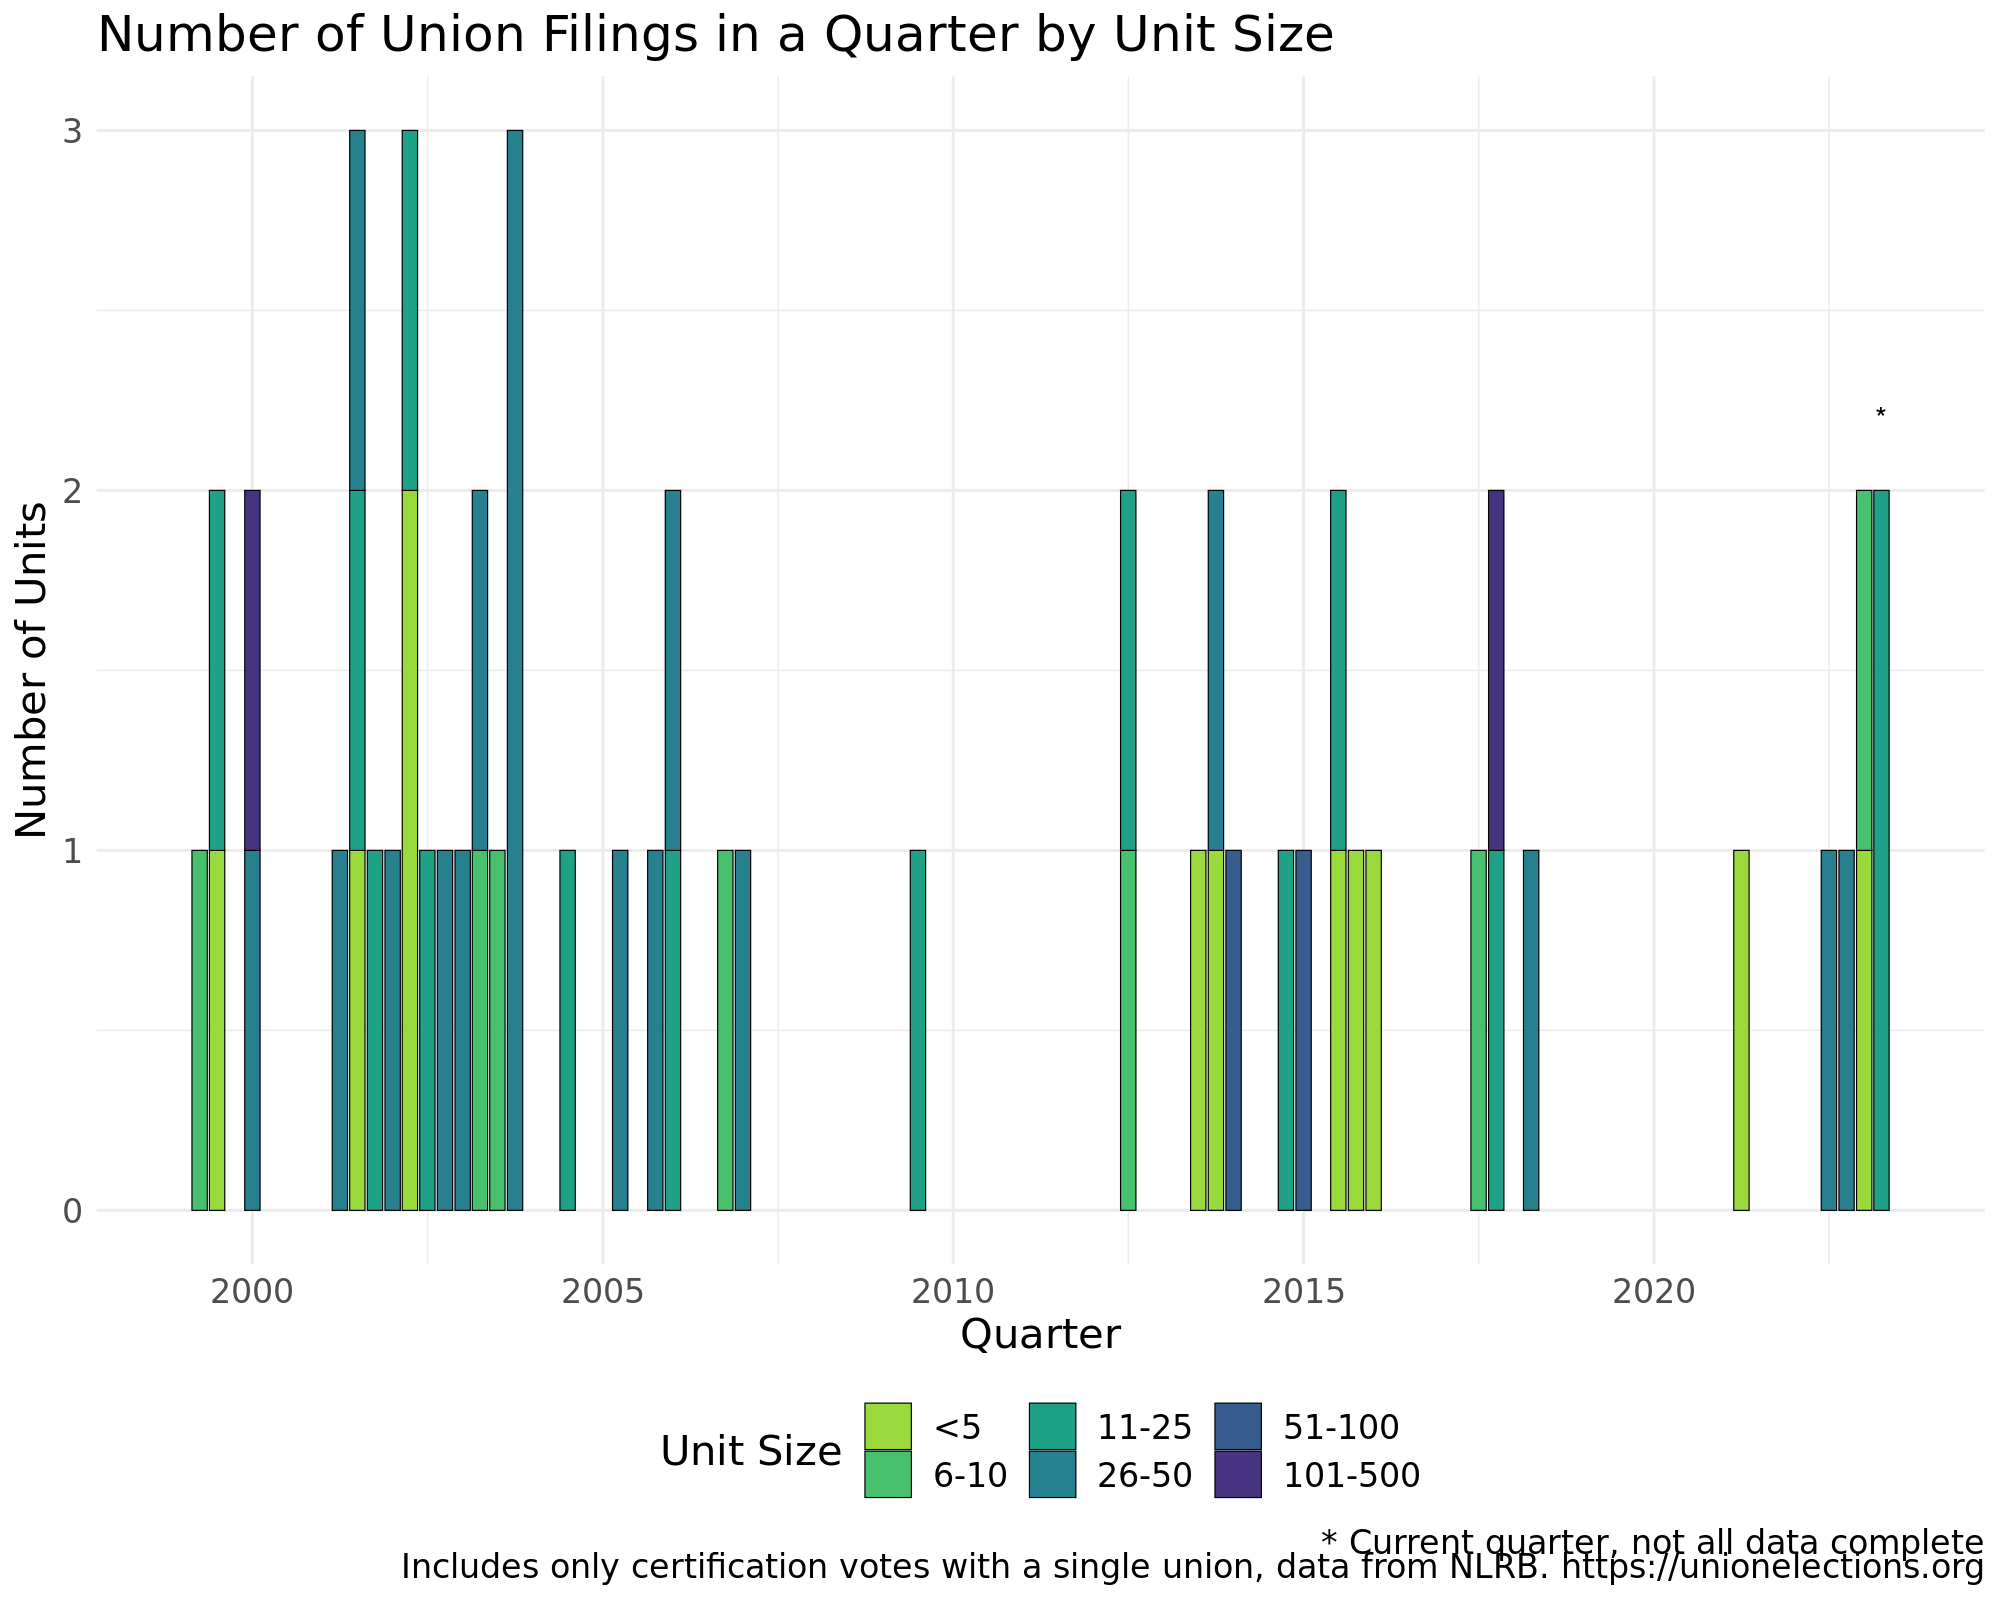 Number of Union Filings in a Quarter by Unit Size
3
2
1
0
Number of Units
*
2000 2005 2010 2015 2020
Quarter
Unit Size
<5 11-25 51-100
6-10 26-50 101-500
* Current quarter, not all data complete
Includes only certification votes with a single union, data from NLRB. https://unionelections.org